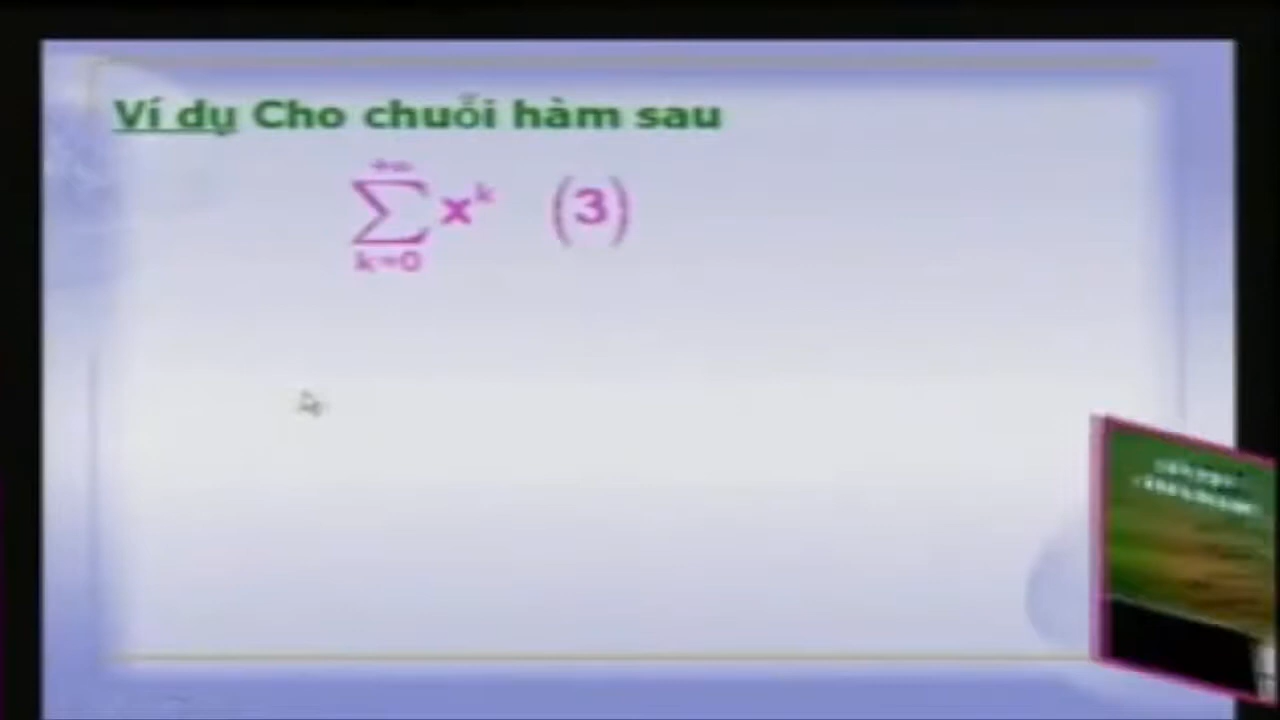 Ví dụ Cho chuỗi hàm sau
+∞
∑ x^k (3)
k=0